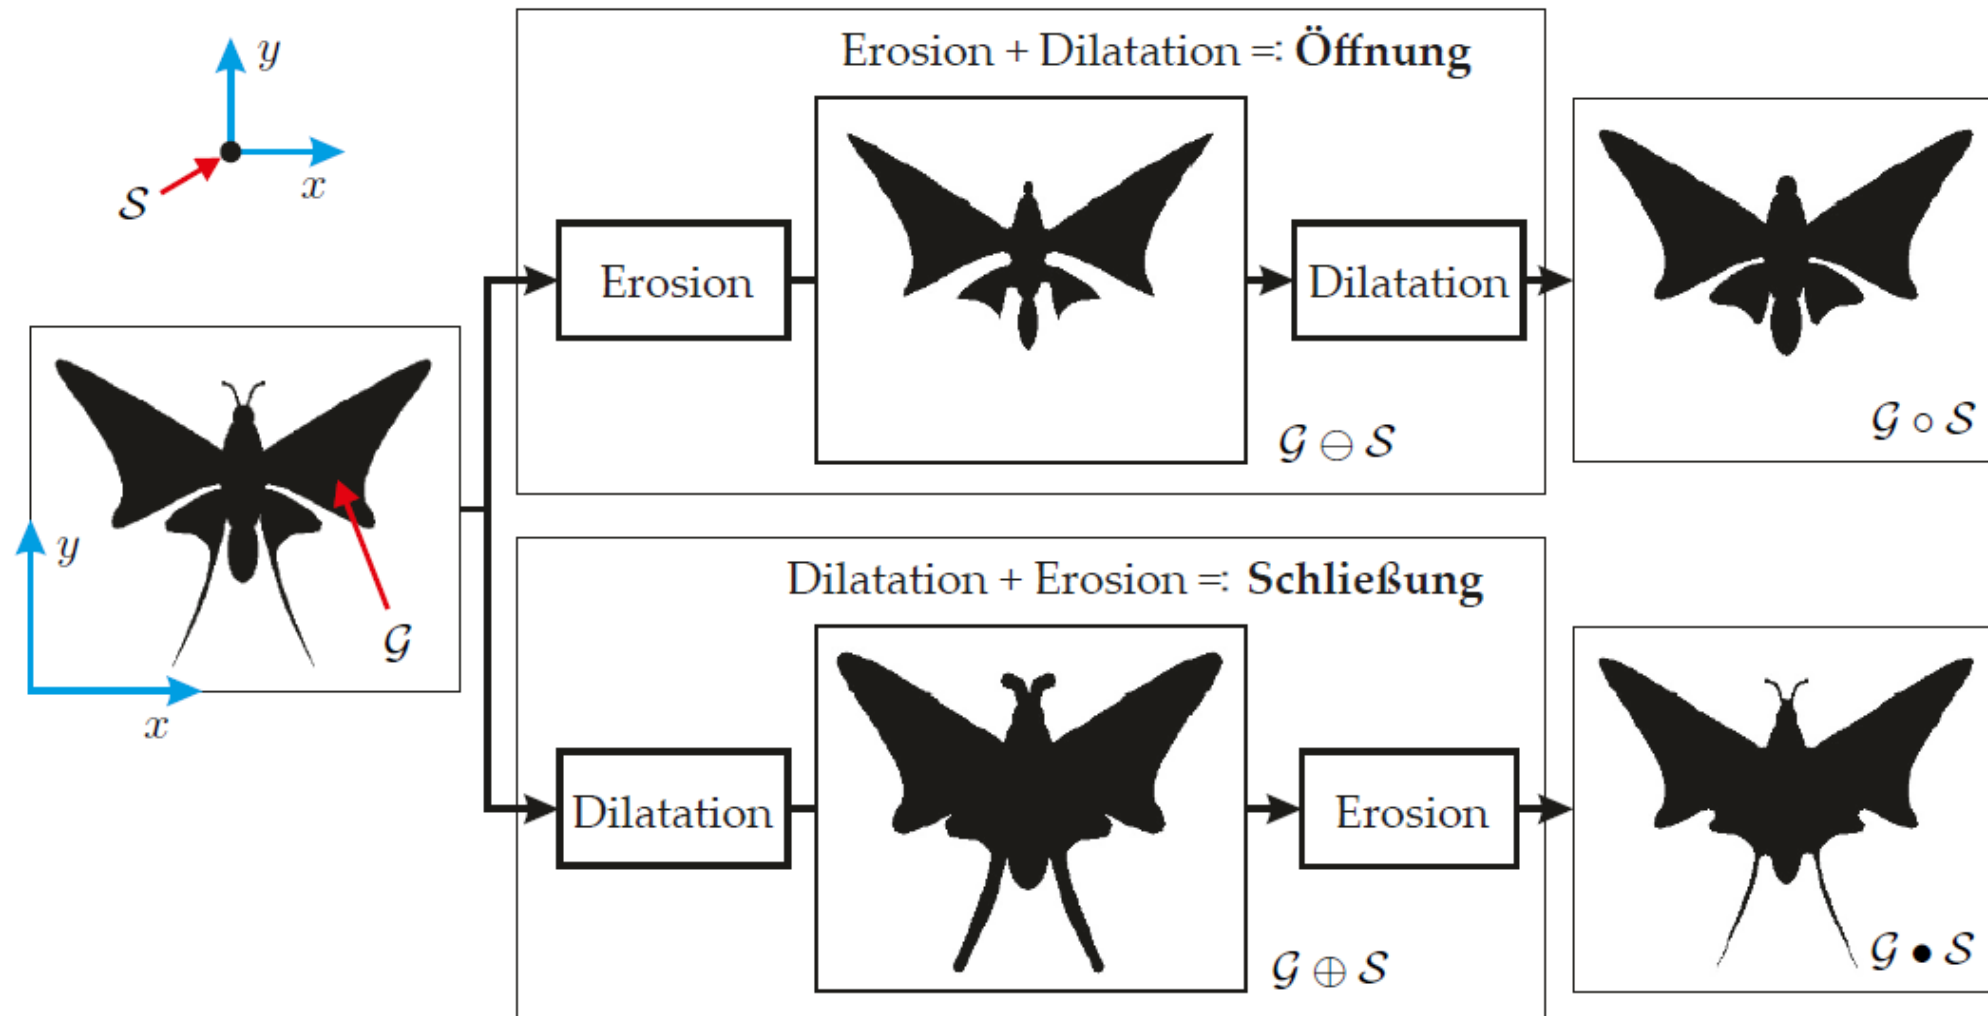 y
x
𝒮
Erosion + Dilatation =: Öffnung
Erosion
Dilatation
𝒢 ⊖ 𝒮
𝒢 ∘ 𝒮
y
x
𝒢
Dilatation + Erosion =: Schließung
Dilatation
Erosion
𝒢 ⊕ 𝒮
𝒢 • 𝒮